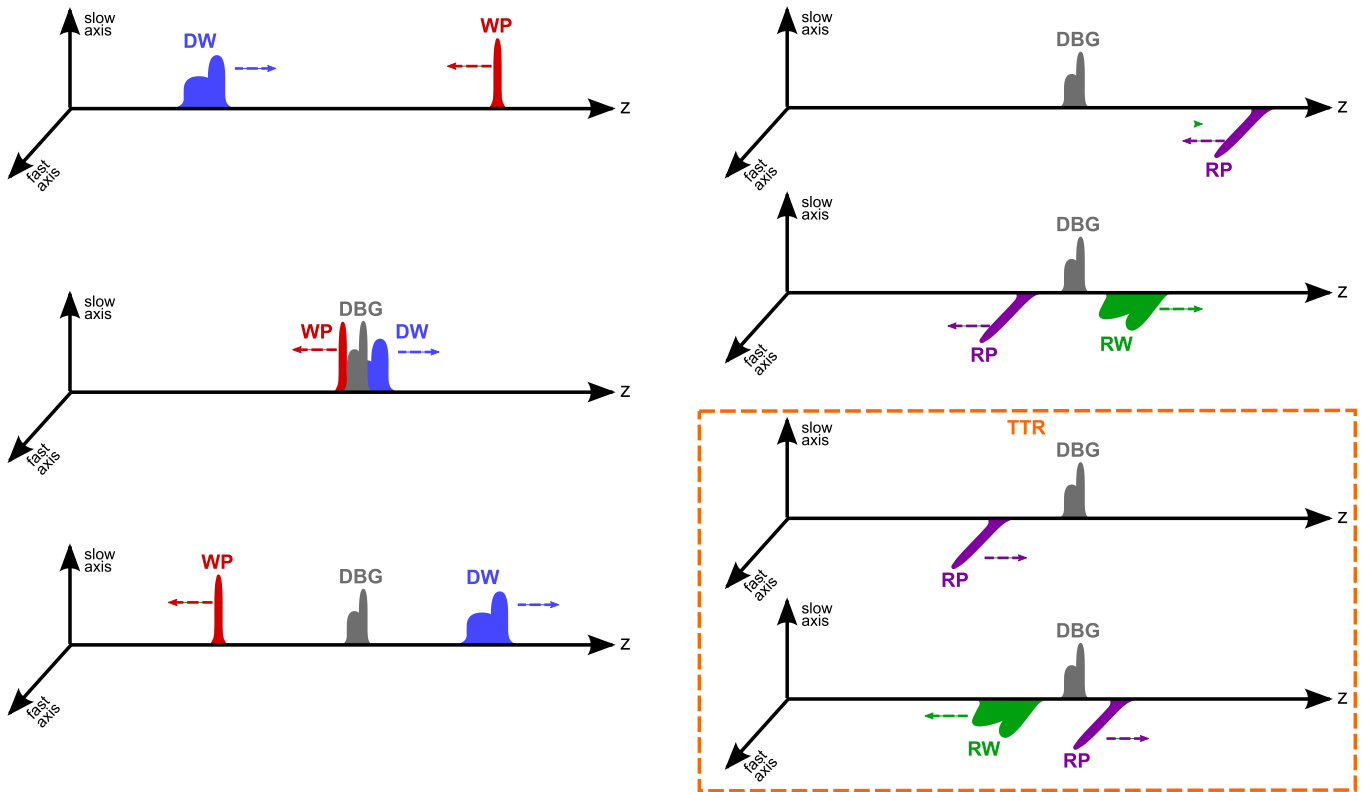 slow
axis
DW
WP
z
fast
axis
slow
axis
WP
DBG
DW
z
fast
axis
slow
axis
WP
DBG
DW
z
fast
axis
slow
axis
DBG
z
RP
fast
axis
slow
axis
DBG
z
RP
RW
fast
axis
TTR
slow
axis
DBG
z
RP
fast
axis
slow
axis
DBG
z
RW
RP
fast
axis